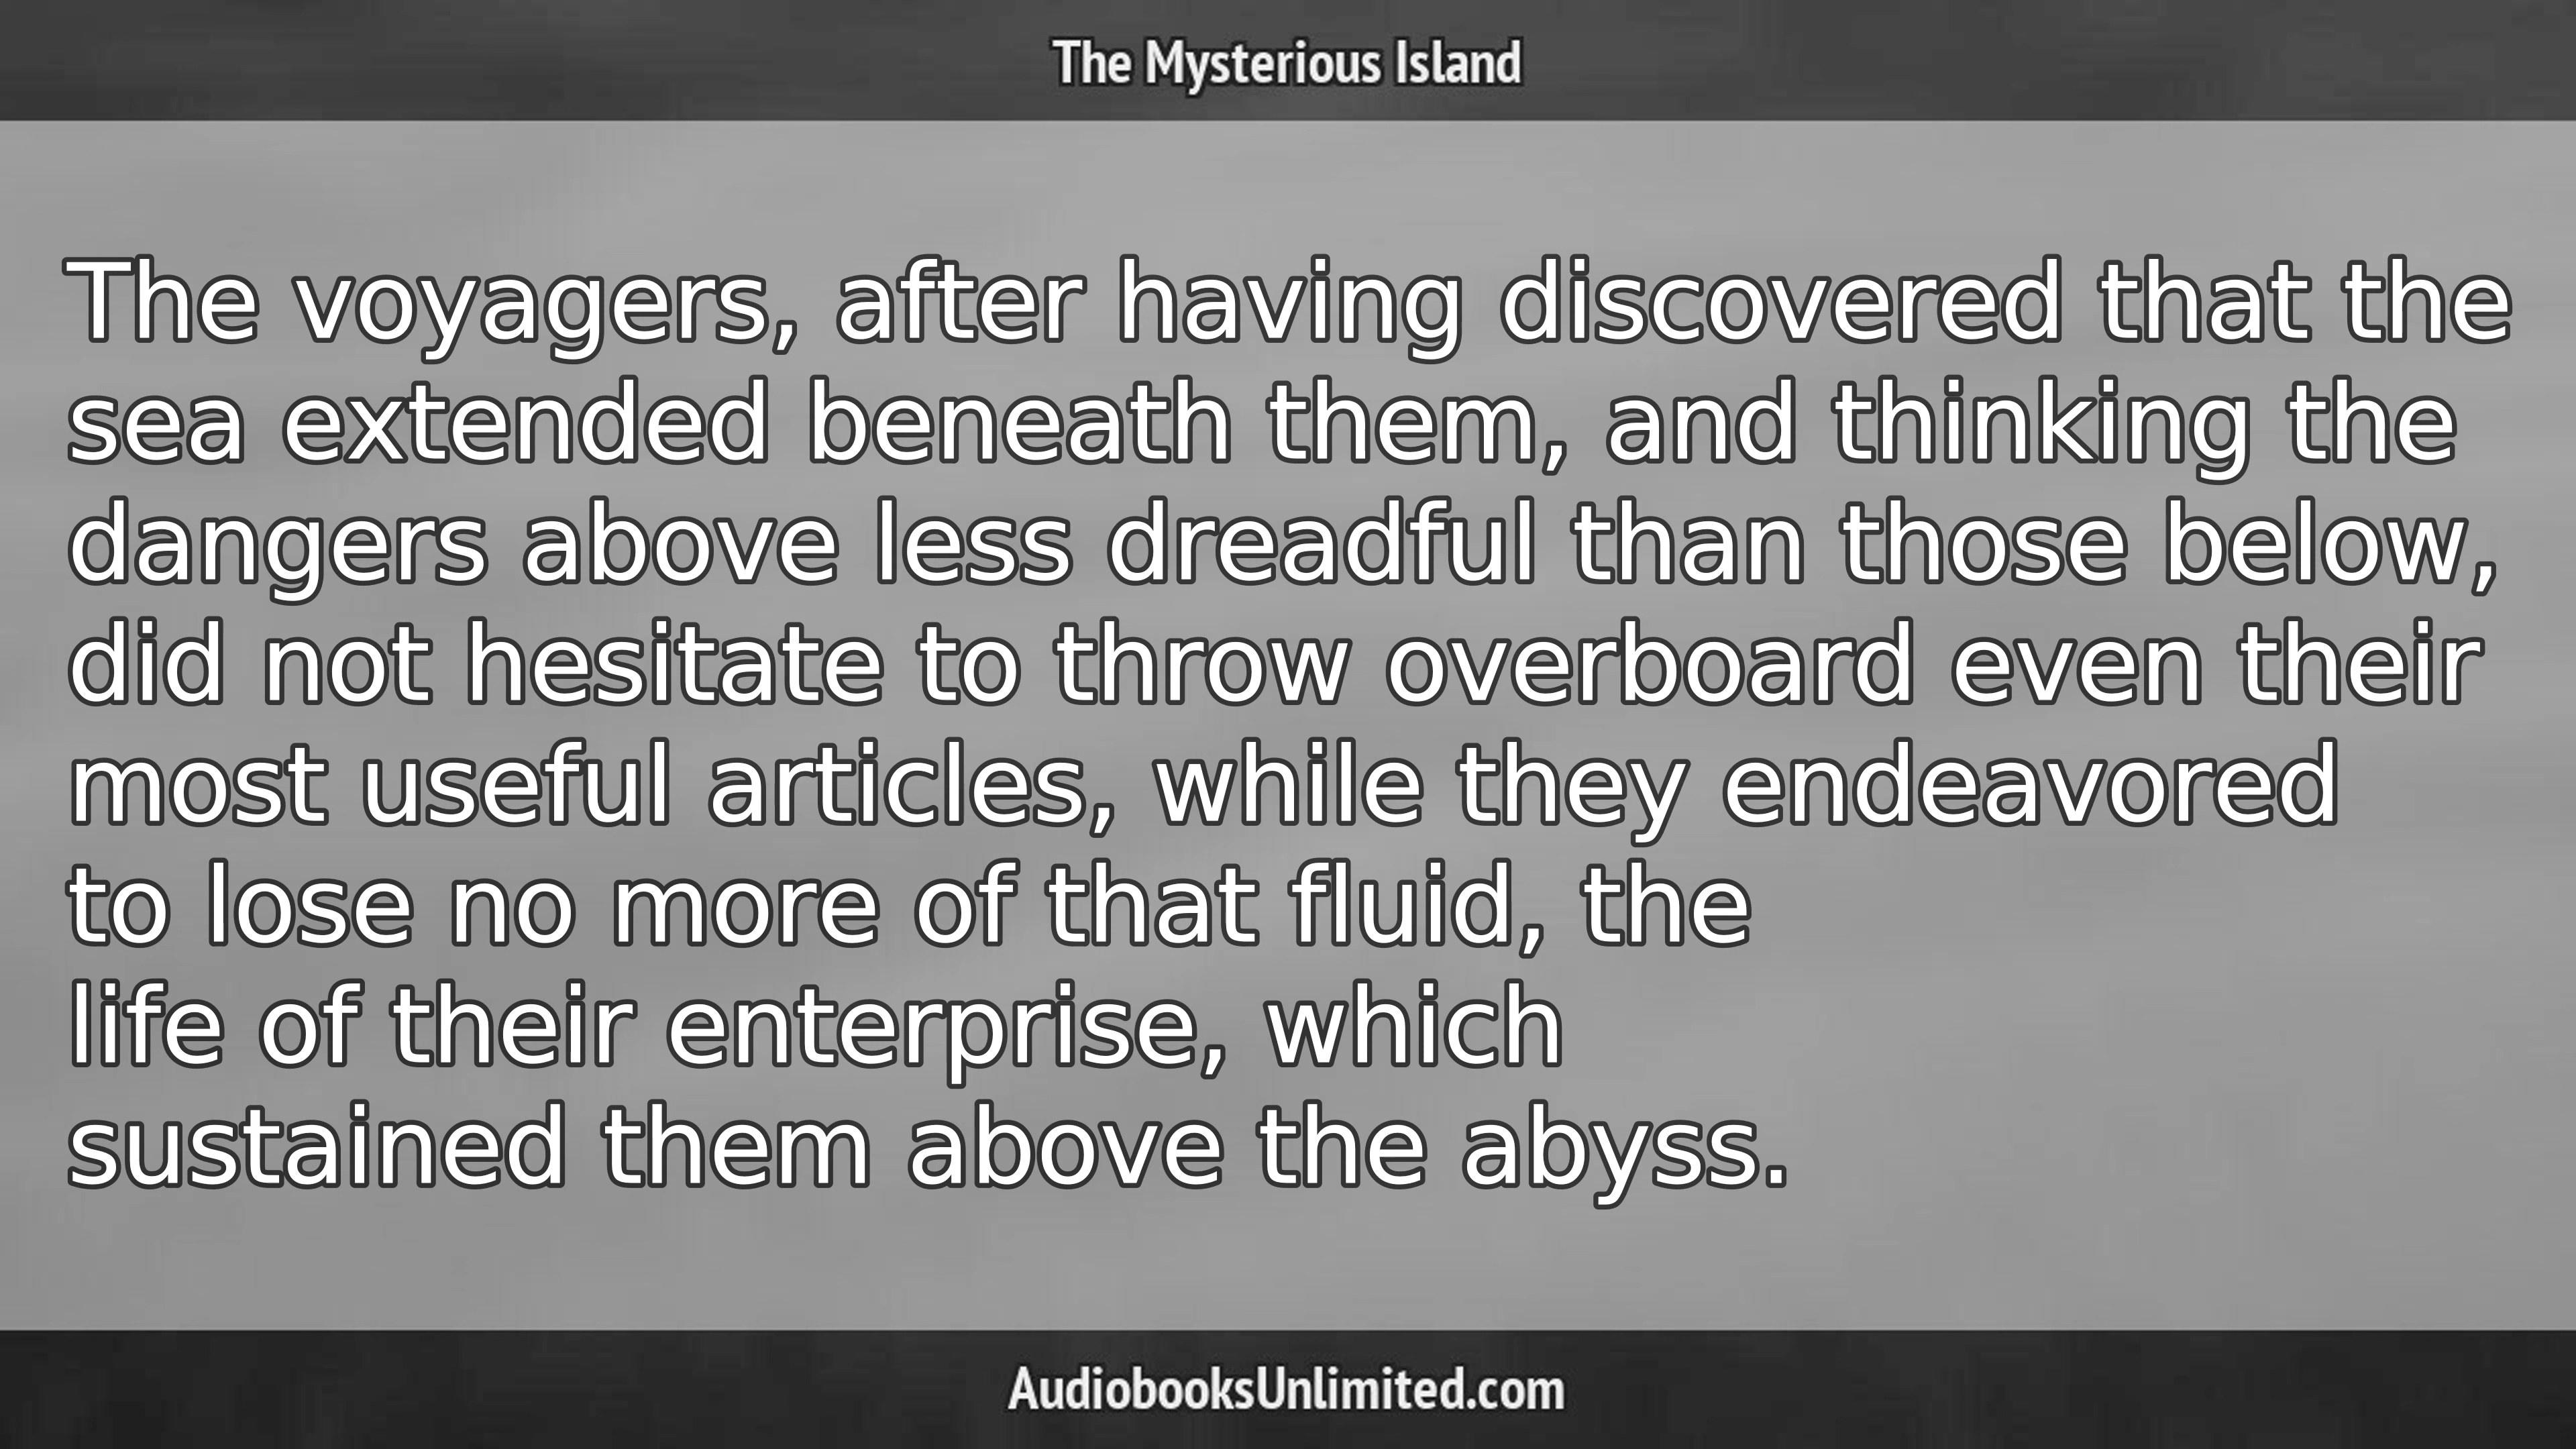 The Mysterious Island
The voyagers, after having discovered that the
sea extended beneath them, and thinking the
dangers above less dreadful than those below,
did not hesitate to throw overboard even their
most useful articles, while they endeavored
to lose no more of that fluid, the
life of their enterprise, which
sustained them above the abyss.
AudiobooksUnlimited.com